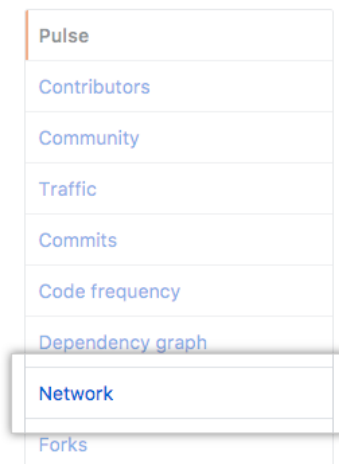 Pulse
Contributors
Community
Traffic
Commits
Code frequency
Dependency graph
Network
Forks